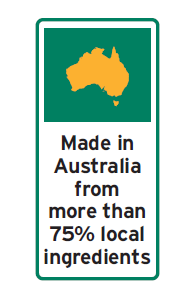 Made in
Australia
from
more than
75% local
ingredients